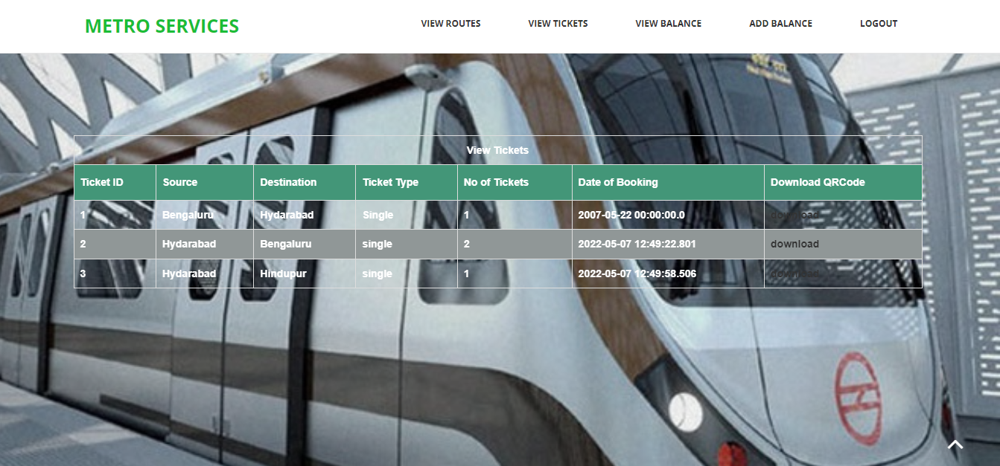 METRO SERVICES VIEW ROUTES VIEW TICKETS VIEW BALANCE ADD BALANCE LOGOUT
View Tickets
Ticket ID Source Destination Ticket Type No of Tickets Date of Booking Download QRCode
1 Bengaluru Hydarabad Single 1 2007-05-22 00:00:00.0 download
2 Hydarabad Bengaluru single 2 2022-05-07 12:49:22.801 download
3 Hydarabad Hindupur single 1 2022-05-07 12:49:58.506 download